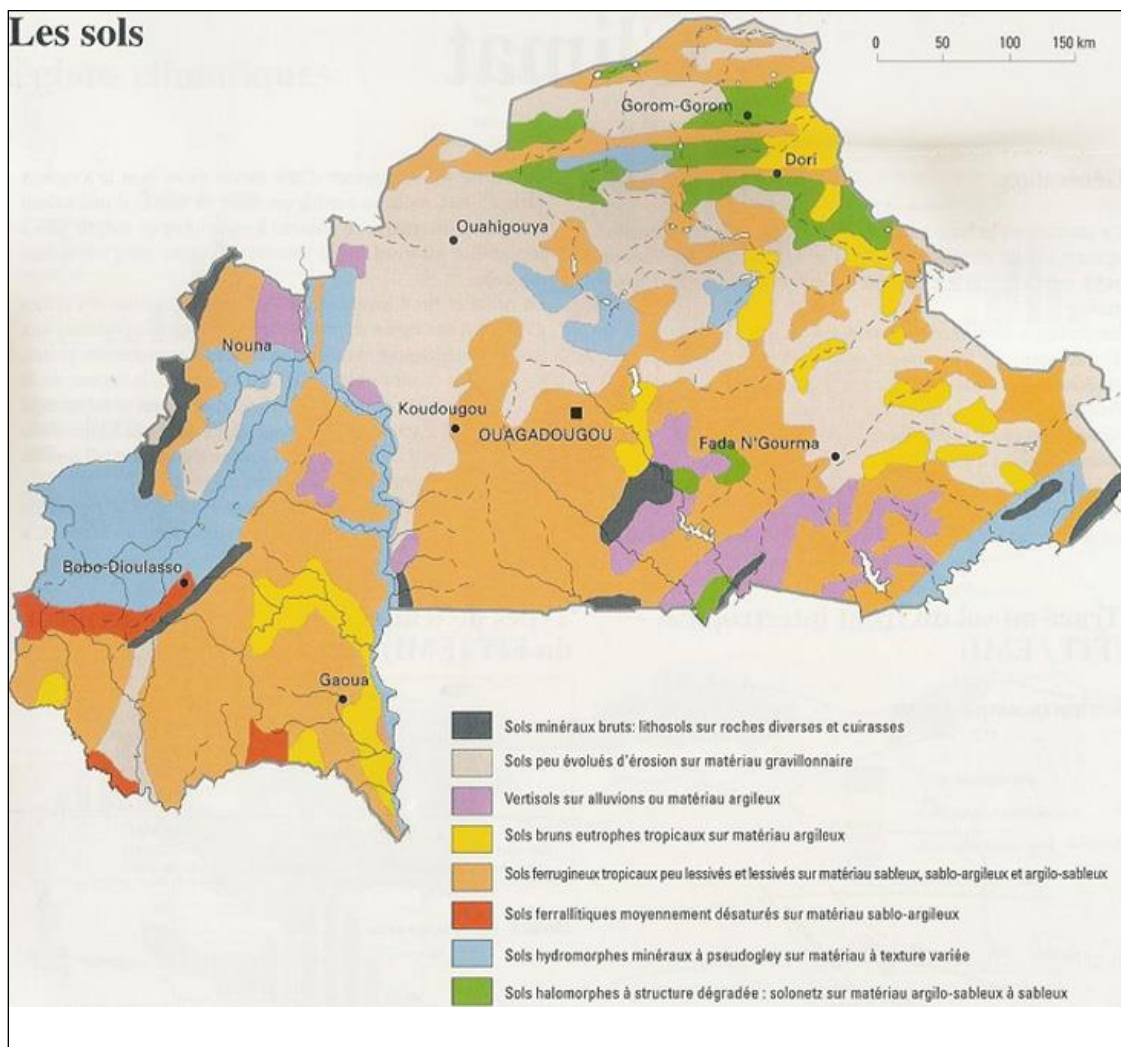 Les sols
0 50 100 150 km
Gorom-Gorom
Dori
Ouahigouya
Nouna
Koudougou
OUAGADOUGOU
Fada N'Gourma
Bobo-Dioulasso
Gaoua
Sols minéraux bruts: lithosols sur roches diverses et cuirasses
Sols peu évolués d'érosion sur matériau gravillonnaire
Vertisols sur alluvions ou matériau argileux
Sols bruns eutrophes tropicaux sur matériau argileux
Sols ferrugineux tropicaux peu lessivés et lessivés sur matériau sableux, sablo-argileux et argilo-sableux
Sols ferrallitiques moyennement désaturés sur matériau sablo-argileux
Sols hydromorphes minéraux à pseudogley sur matériau à texture variée
Sols halomorphes à structure dégradée : solonetz sur matériau argilo-sableux à sableux